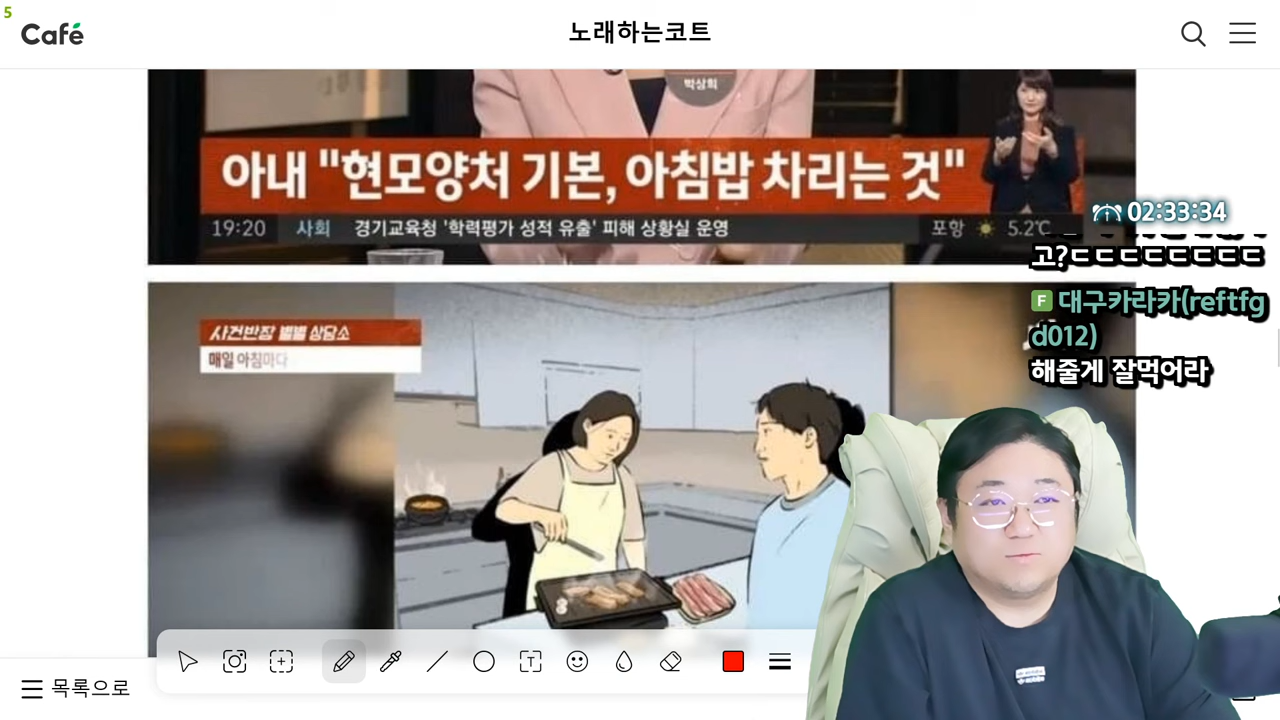 5
Café
노래하는코트
박상희
아내 "현모양처 기본, 아침밥 차리는 것"
19:20 사회 경기교육청 '학력평가 성적 유출' 피해 상황실 운영 포항 5.2℃
02:33:34
고?ㄷㄷㄷㄷㄷㄷㄷㄷ
F 대구카라카(reftfg
d012)
해줄게 잘먹어라
사건반장 별별 상담소
매일 아침마다
T
목록으로